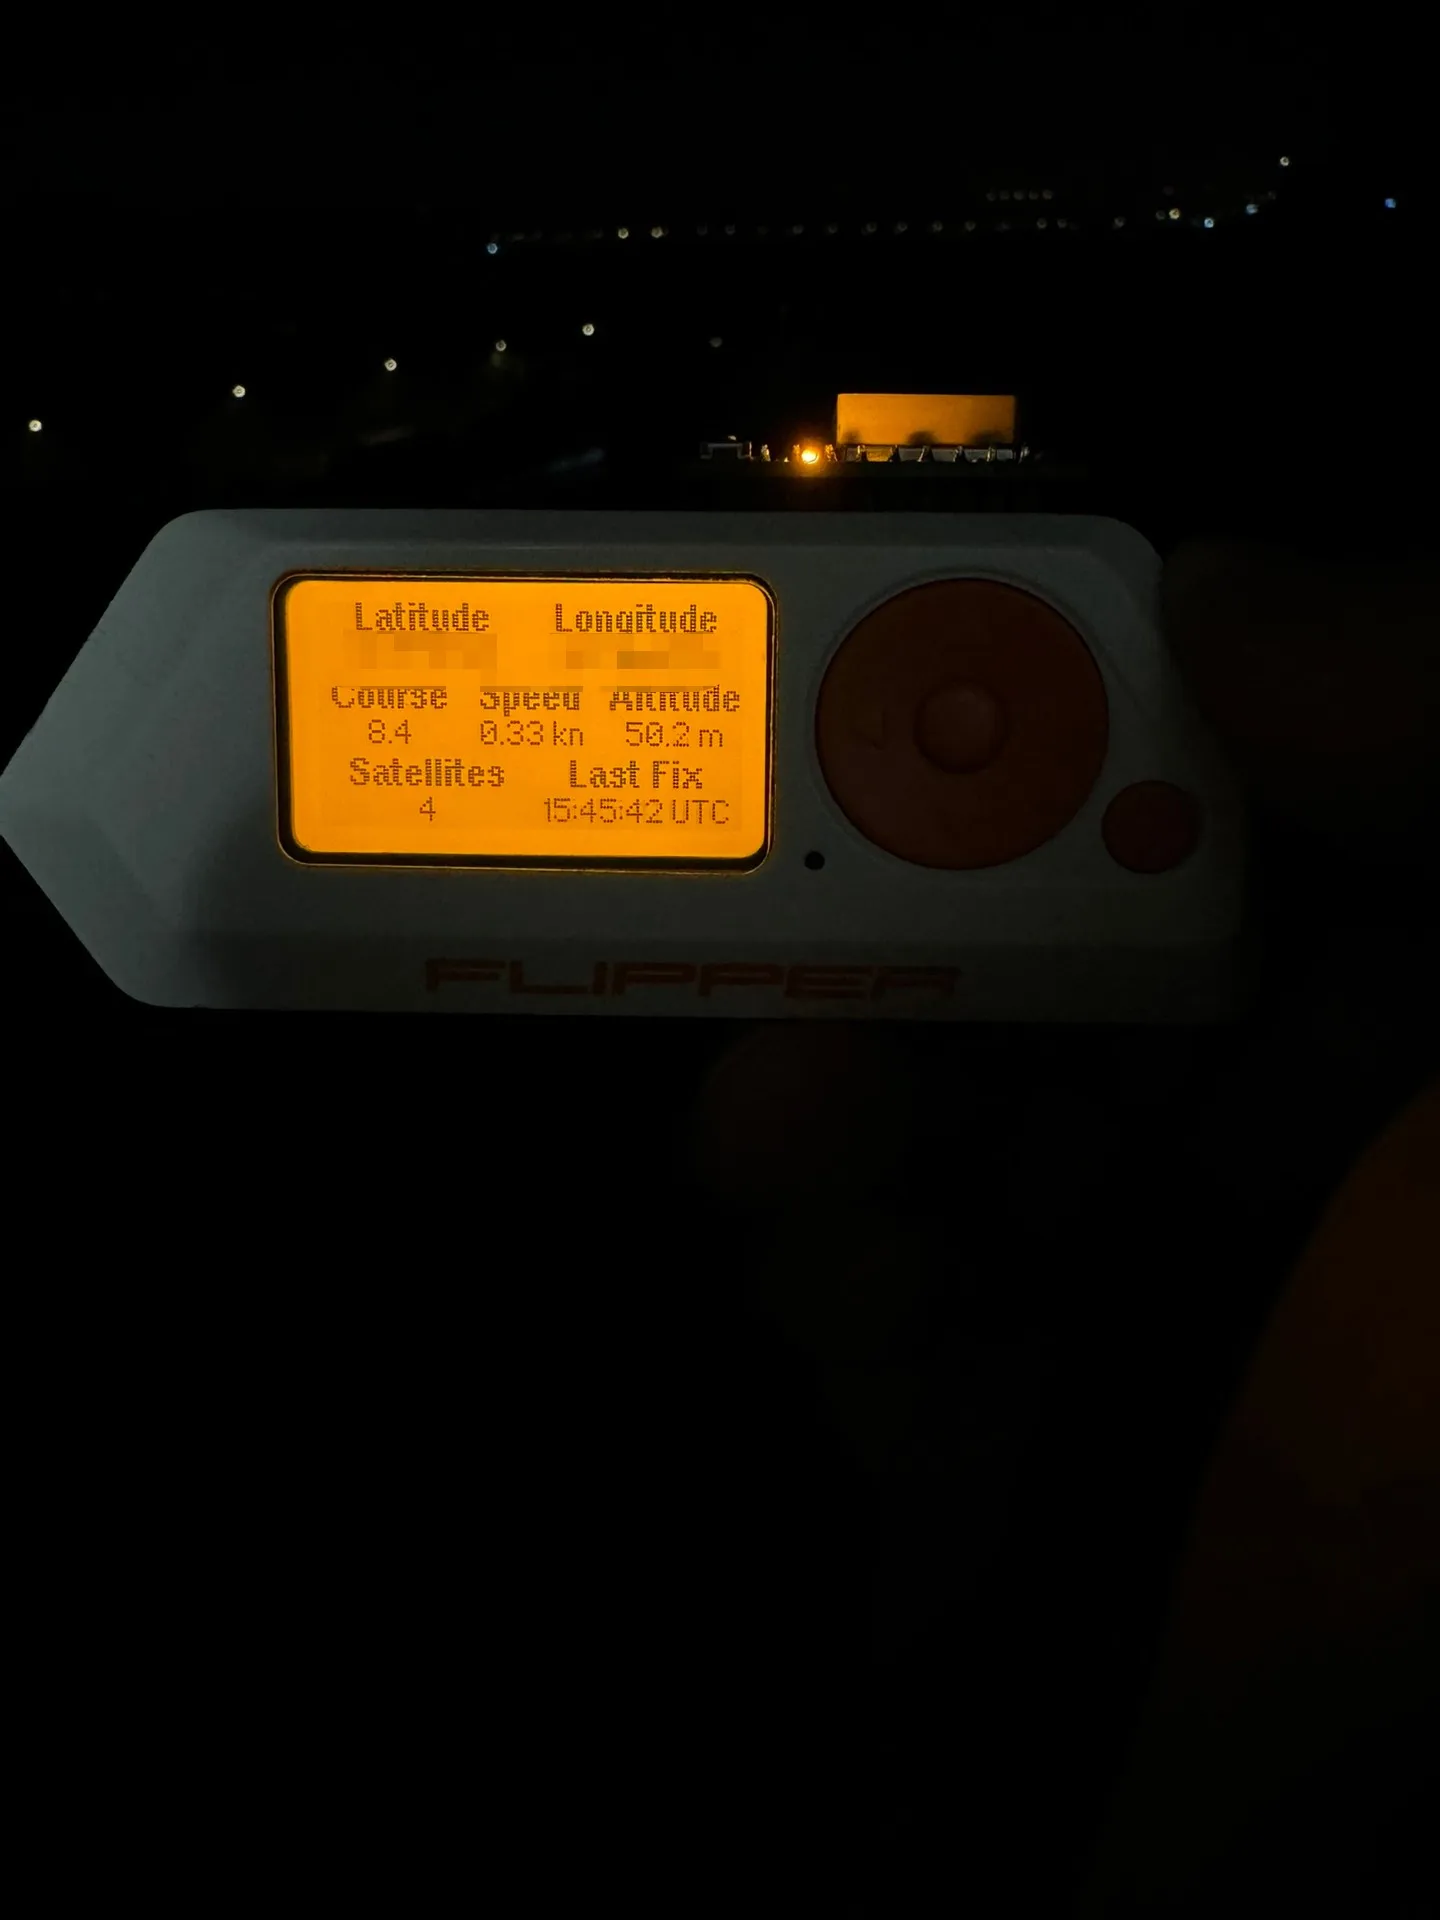 Latitude Longitude
Course Speed Altitude
8.4 0.33 kn 50.2 m
Satellites Last Fix
4 15:45:42 UTC
FLIPPER